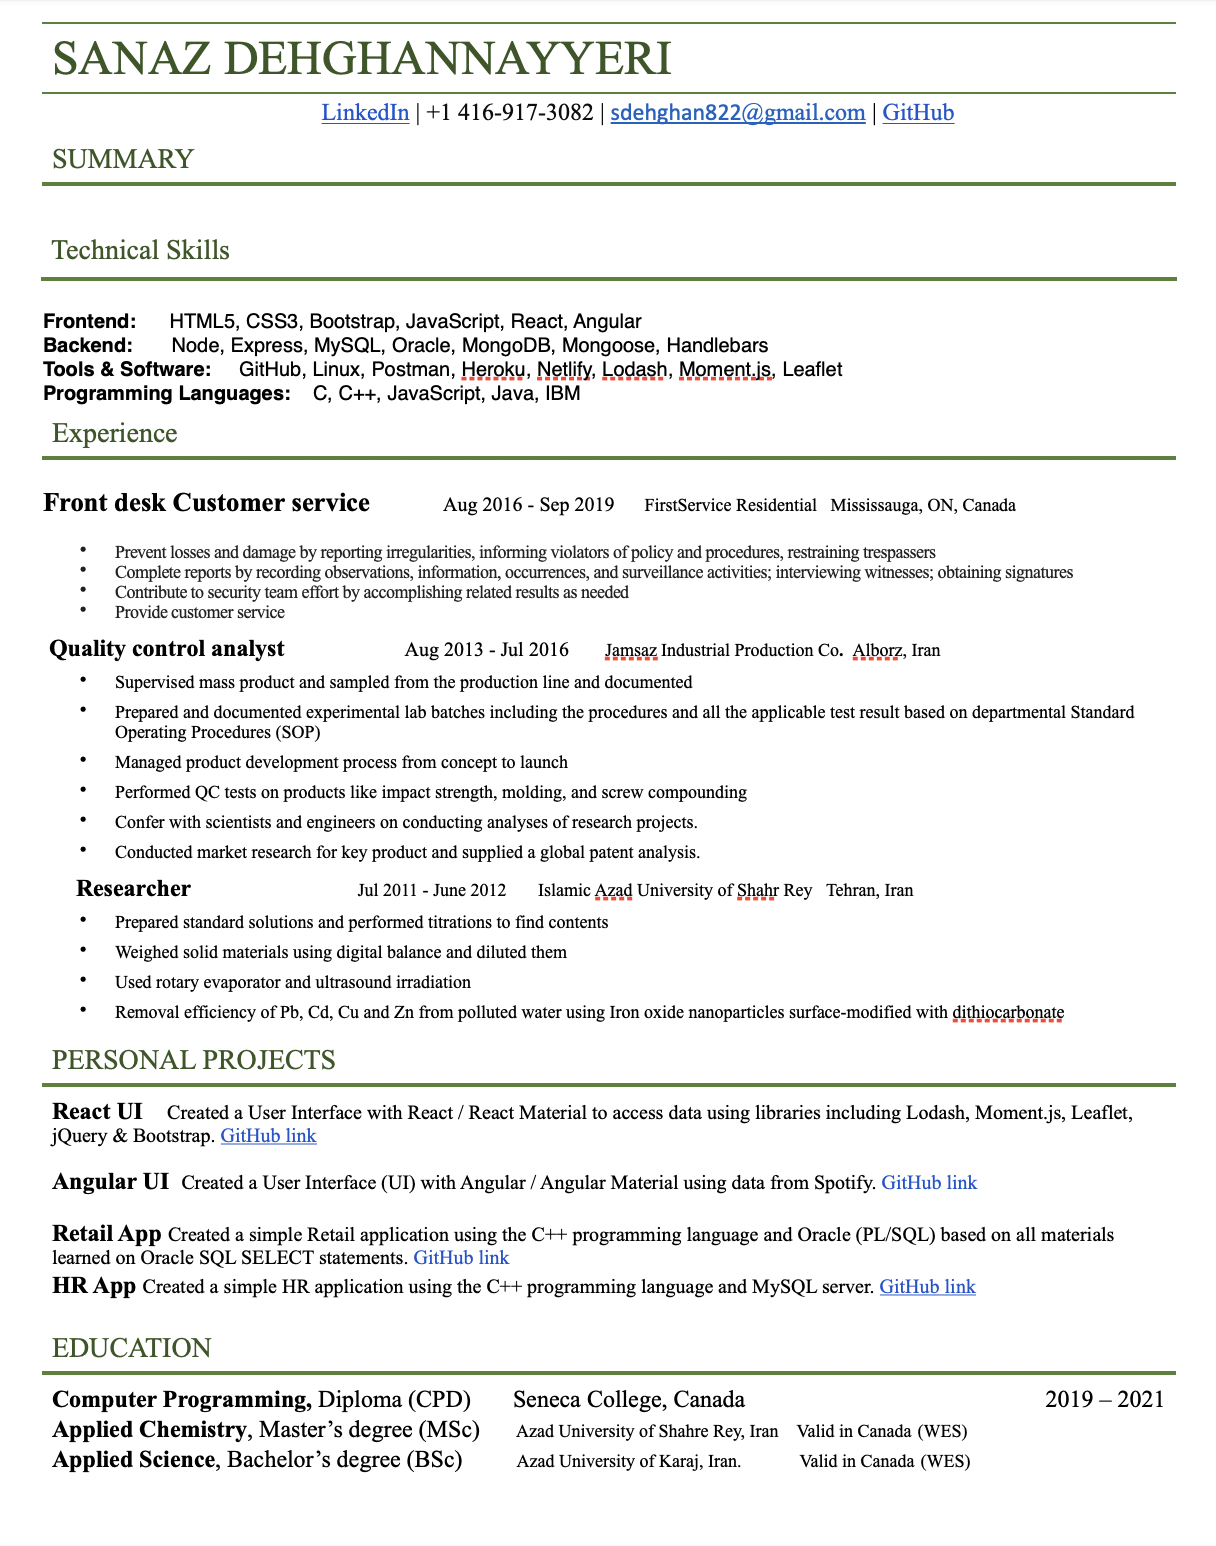 SANAZ DEHGHANNAYYERI
LinkedIn | +1 416-917-3082 | sdehghan822@gmail.com | GitHub
SUMMARY
Technical Skills
Frontend: HTML5, CSS3, Bootstrap, JavaScript, React, Angular
Backend: Node, Express, MySQL, Oracle, MongoDB, Mongoose, Handlebars
Tools & Software: GitHub, Linux, Postman, Heroku, Netlify, Lodash, Moment.js, Leaflet
Programming Languages: C, C++, JavaScript, Java, IBM
Experience
Front desk Customer service Aug 2016 - Sep 2019 FirstService Residential Mississauga, ON, Canada
• Prevent losses and damage by reporting irregularities, informing violators of policy and procedures, restraining trespassers
• Complete reports by recording observations, information, occurrences, and surveillance activities; interviewing witnesses; obtaining signatures
• Contribute to security team effort by accomplishing related results as needed
• Provide customer service
Quality control analyst Aug 2013 - Jul 2016 Jamsaz Industrial Production Co. Alborz, Iran
• Supervised mass product and sampled from the production line and documented
• Prepared and documented experimental lab batches including the procedures and all the applicable test result based on departmental Standard
Operating Procedures (SOP)
• Managed product development process from concept to launch
• Performed QC tests on products like impact strength, molding, and screw compounding
• Confer with scientists and engineers on conducting analyses of research projects.
• Conducted market research for key product and supplied a global patent analysis.
Researcher Jul 2011 - June 2012 Islamic Azad University of Shahr Rey Tehran, Iran
• Prepared standard solutions and performed titrations to find contents
• Weighed solid materials using digital balance and diluted them
• Used rotary evaporator and ultrasound irradiation
• Removal efficiency of Pb, Cd, Cu and Zn from polluted water using Iron oxide nanoparticles surface-modified with dithiocarbonate
PERSONAL PROJECTS
React UI Created a User Interface with React / React Material to access data using libraries including Lodash, Moment.js, Leaflet,
jQuery & Bootstrap. GitHub link
Angular UI Created a User Interface (UI) with Angular / Angular Material using data from Spotify. GitHub link
Retail App Created a simple Retail application using the C++ programming language and Oracle (PL/SQL) based on all materials
learned on Oracle SQL SELECT statements. GitHub link
HR App Created a simple HR application using the C++ programming language and MySQL server. GitHub link
EDUCATION
Computer Programming, Diploma (CPD) Seneca College, Canada 2019 – 2021
Applied Chemistry, Master’s degree (MSc) Azad University of Shahre Rey, Iran Valid in Canada (WES)
Applied Science, Bachelor’s degree (BSc) Azad University of Karaj, Iran. Valid in Canada (WES)